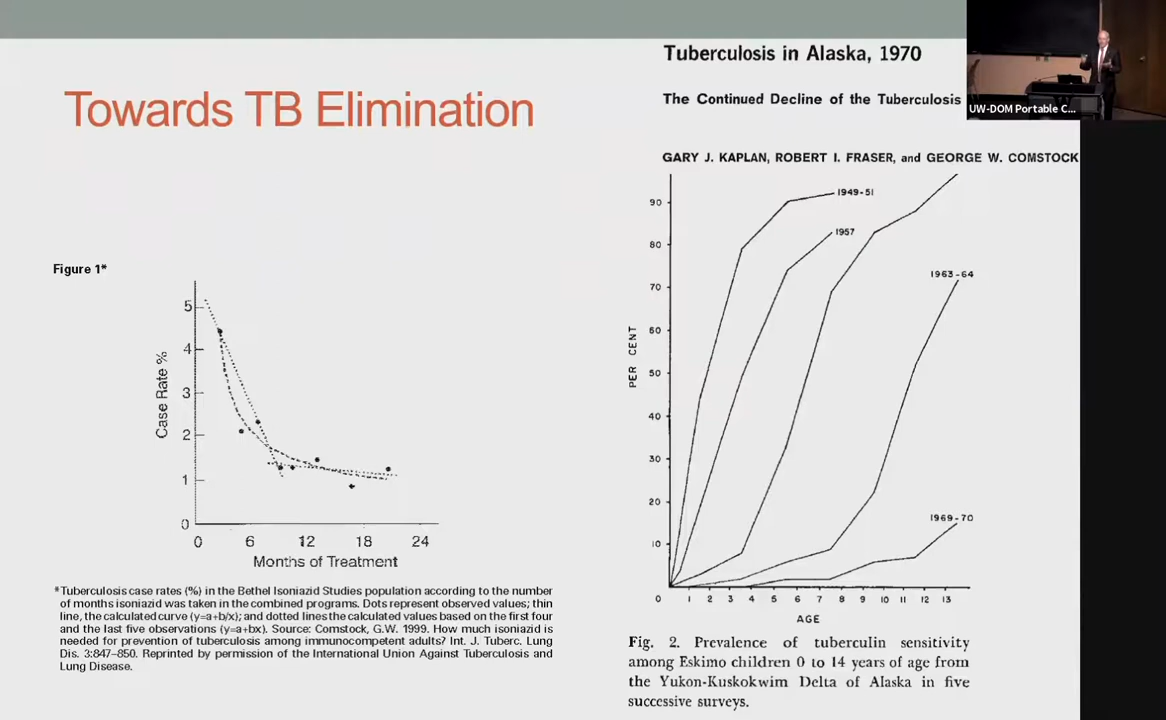 Towards TB Elimination
Figure 1*
5
4
3
2
1
0
Case Rate %
0 6 12 18 24
Months of Treatment
*Tuberculosis case rates (%) in the Bethel Isoniazid Studies population according to the number
of months isoniazid was taken in the combined programs. Dots represent observed values; thin
line, the calculated curve (y=a+b/x); and dotted lines the calculated values based on the first four
and the last five observations (y=a+bx). Source: Comstock, G.W. 1999. How much isoniazid is
needed for prevention of tuberculosis among immunocompetent adults? Int. J. Tuberc. Lung
Dis. 3:847–850. Reprinted by permission of the International Union Against Tuberculosis and
Lung Disease.
Tuberculosis in Alaska, 1970
The Continued Decline of the Tuberculosis
GARY J. KAPLAN, ROBERT I. FRASER, and GEORGE W. COMSTOCK
90
80
70
60
50
40
30
20
10
PER CENT
1949-51
1957
1963-64
1969-70
0 1 2 3 4 5 6 7 8 9 10 11 12 13
AGE
Fig. 2. Prevalence of tuberculin sensitivity
among Eskimo children 0 to 14 years of age from
the Yukon-Kuskokwim Delta of Alaska in five
successive surveys.
UW-DOM Portable C...